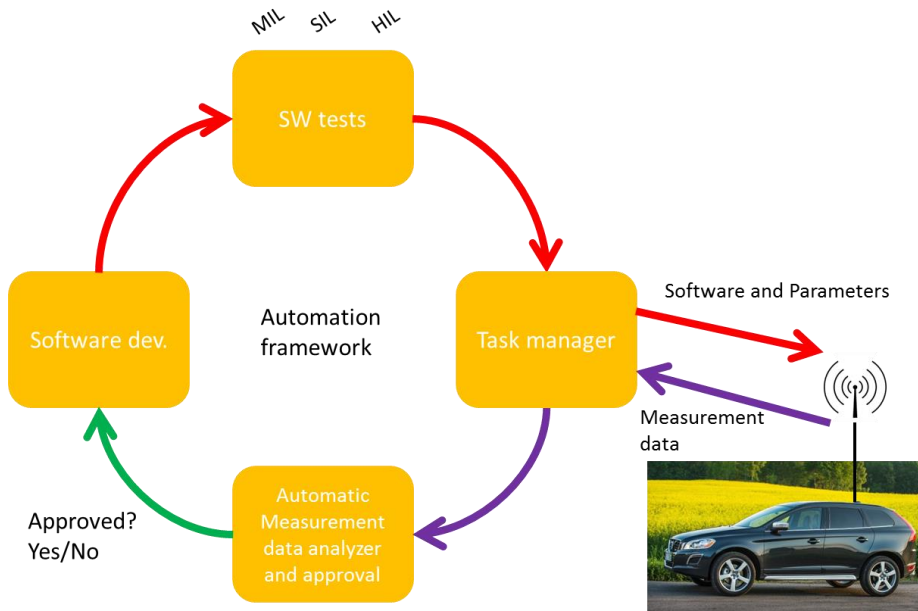 MIL SIL HIL
SW tests
Software and Parameters
Software dev.
Automation
framework
Task manager
Measurement
data
Approved?
Yes/No
Automatic
Measurement
data analyzer
and approval